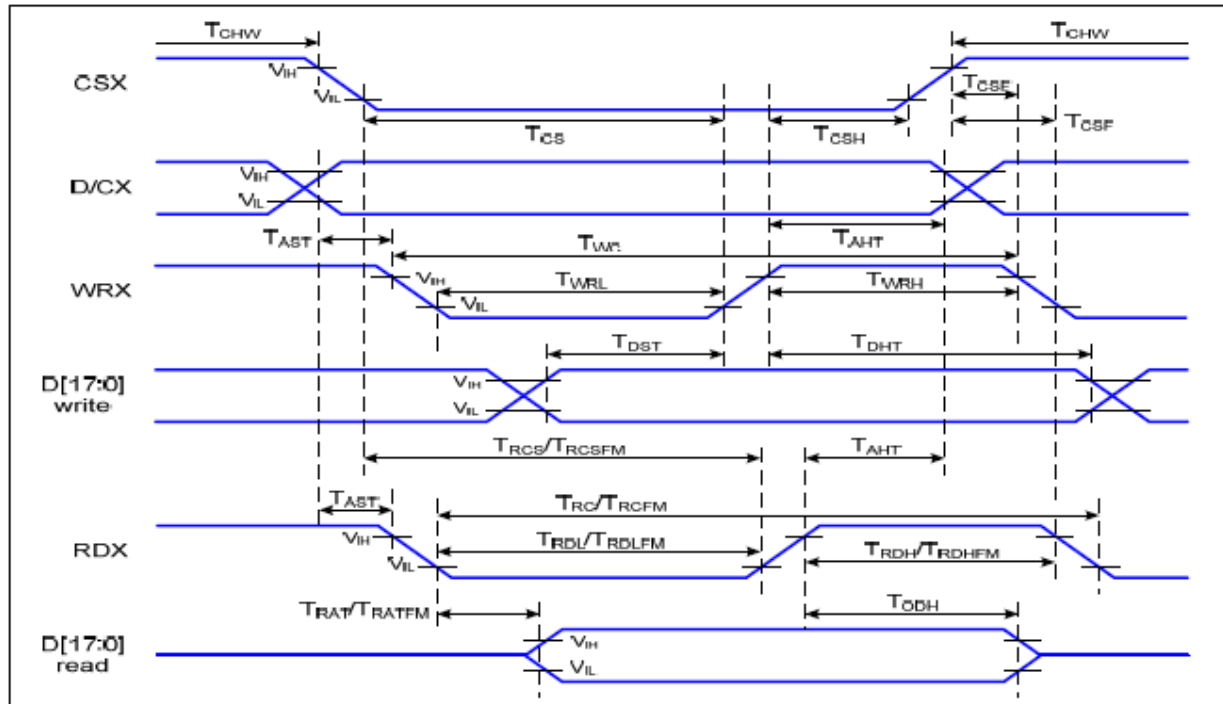 TCHW TCHW
CSX VIH
VIL
TCSF
TCS TCSH TCSF
D/CX VIH
VIL
TAST TWC TAHT
WRX VIH TWRL TWRH
VIL
TDST TDHT
D[17:0] VIH
write VIL
TRCS/TRCSFM TAHT
TAST TRC/TRCFM
RDX VIH TRDL/TRDLFM
VIL TRDH/TRDHFM
TRAT/TRATFM TODH
D[17:0] VIH
read VIL